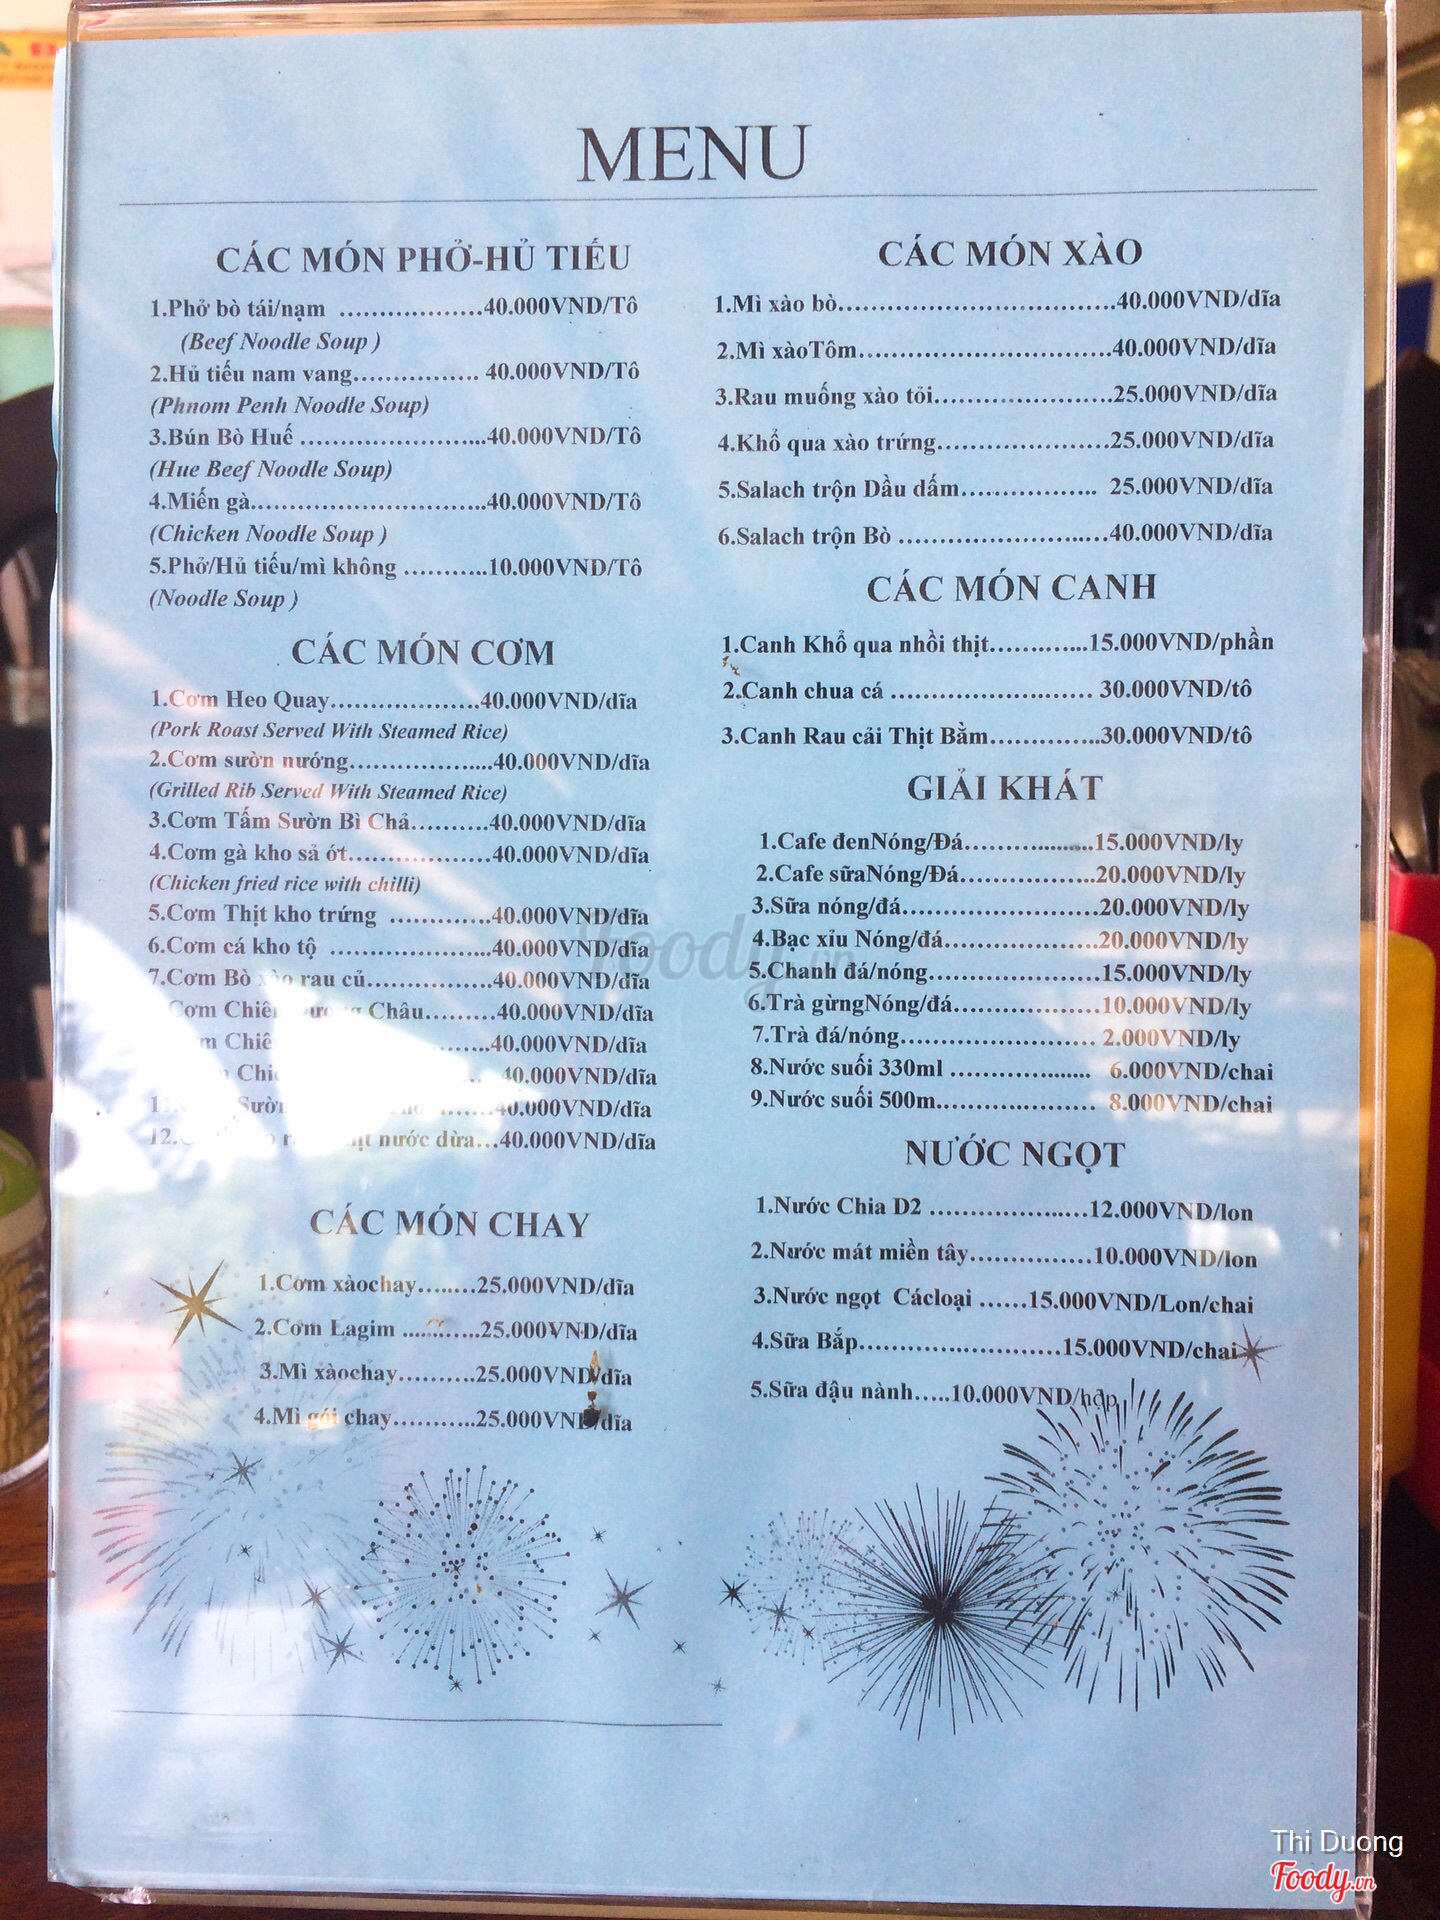 MENU
CÁC MÓN PHỞ-HỦ TIẾU
1.Phở bò tái/nạm ..................40.000VND/Tô
(Beef Noodle Soup )
2.Hủ tiếu nam vang................ 40.000VND/Tô
(Phnom Penh Noodle Soup)
3.Bún Bò Huế ........................40.000VND/Tô
(Hue Beef Noodle Soup)
4.Miến gà..............................40.000VND/Tô
(Chicken Noodle Soup )
5.Phở/Hủ tiếu/mì không ...........10.000VND/Tô
(Noodle Soup )
CÁC MÓN CƠM
1.Cơm Heo Quay...................40.000VND/dĩa
(Pork Roast Served With Steamed Rice)
2.Cơm sườn nướng..................40.000VND/dĩa
(Grilled Rib Served With Steamed Rice)
3.Cơm Tấm Sườn Bì Chả..........40.000VND/dĩa
4.Cơm gà kho sả ớt..................40.000VND/dĩa
(Chicken fried rice with chilli)
5.Cơm Thịt kho trứng .............40.000VND/dĩa
6.Cơm cá kho tộ ....................40.000VND/dĩa
7.Cơm Bò xào rau củ................40.000VND/dĩa
Cơm Chiên Dương Châu.........40.000VND/dĩa
Chiê .......40.000VND/dĩa
.. 40.000VND/dĩa
11. Sườn ......40.000VND/dĩa
12. nước dừa...40.000VND/dĩa
CÁC MÓN CHAY
1.Cơm xàochay........25.000VND/dĩa
2.Cơm Lagim ..........25.000VND/dĩa
3.Mì xàochay..........25.000VND/dĩa
4.Mì gói chay...........25.000VND/dĩa
CÁC MÓN XÀO
1.Mì xào bò...................................40.000VND/dĩa
2.Mì xàoTôm................................40.000VND/dĩa
3.Rau muống xào tỏi.......................25.000VND/dĩa
4.Khổ qua xào trứng......................25.000VND/dĩa
5.Salach trộn Dầu dấm................. 25.000VND/dĩa
6.Salach trộn Bò ...........................40.000VND/dĩa
CÁC MÓN CANH
1.Canh Khổ qua nhồi thịt.............15.000VND/phần
2.Canh chua cá .......................... 30.000VND/tô
3.Canh Rau cải Thịt Bằm..............30.000VND/tô
GIẢI KHÁT
1.Cafe đenNóng/Đá.................15.000VND/ly
2.Cafe sữaNóng/Đá.................20.000VND/ly
3.Sữa nóng/đá.........................20.000VND/ly
4.Bạc xỉu Nóng/đá...................20.000VND/ly
5.Chanh đá/nóng.....................15.000VND/ly
6.Trà gừngNóng/đá..................10.000VND/ly
7.Trà đá/nóng......................... 2.000VND/ly
8.Nước suối 330ml .................. 6.000VND/chai
9.Nước suối 500m.................... 8.000VND/chai
NƯỚC NGỌT
1.Nước Chia D2 ....................12.000VND/lon
2.Nước mát miền tây...............10.000VND/lon
3.Nước ngọt Cácloại ......15.000VND/Lon/chai
4.Sữa Bắp..........................15.000VND/chai
5.Sữa đậu nành.....10.000VND/hộp
foody.vn
Thi Duong
Foody.vn